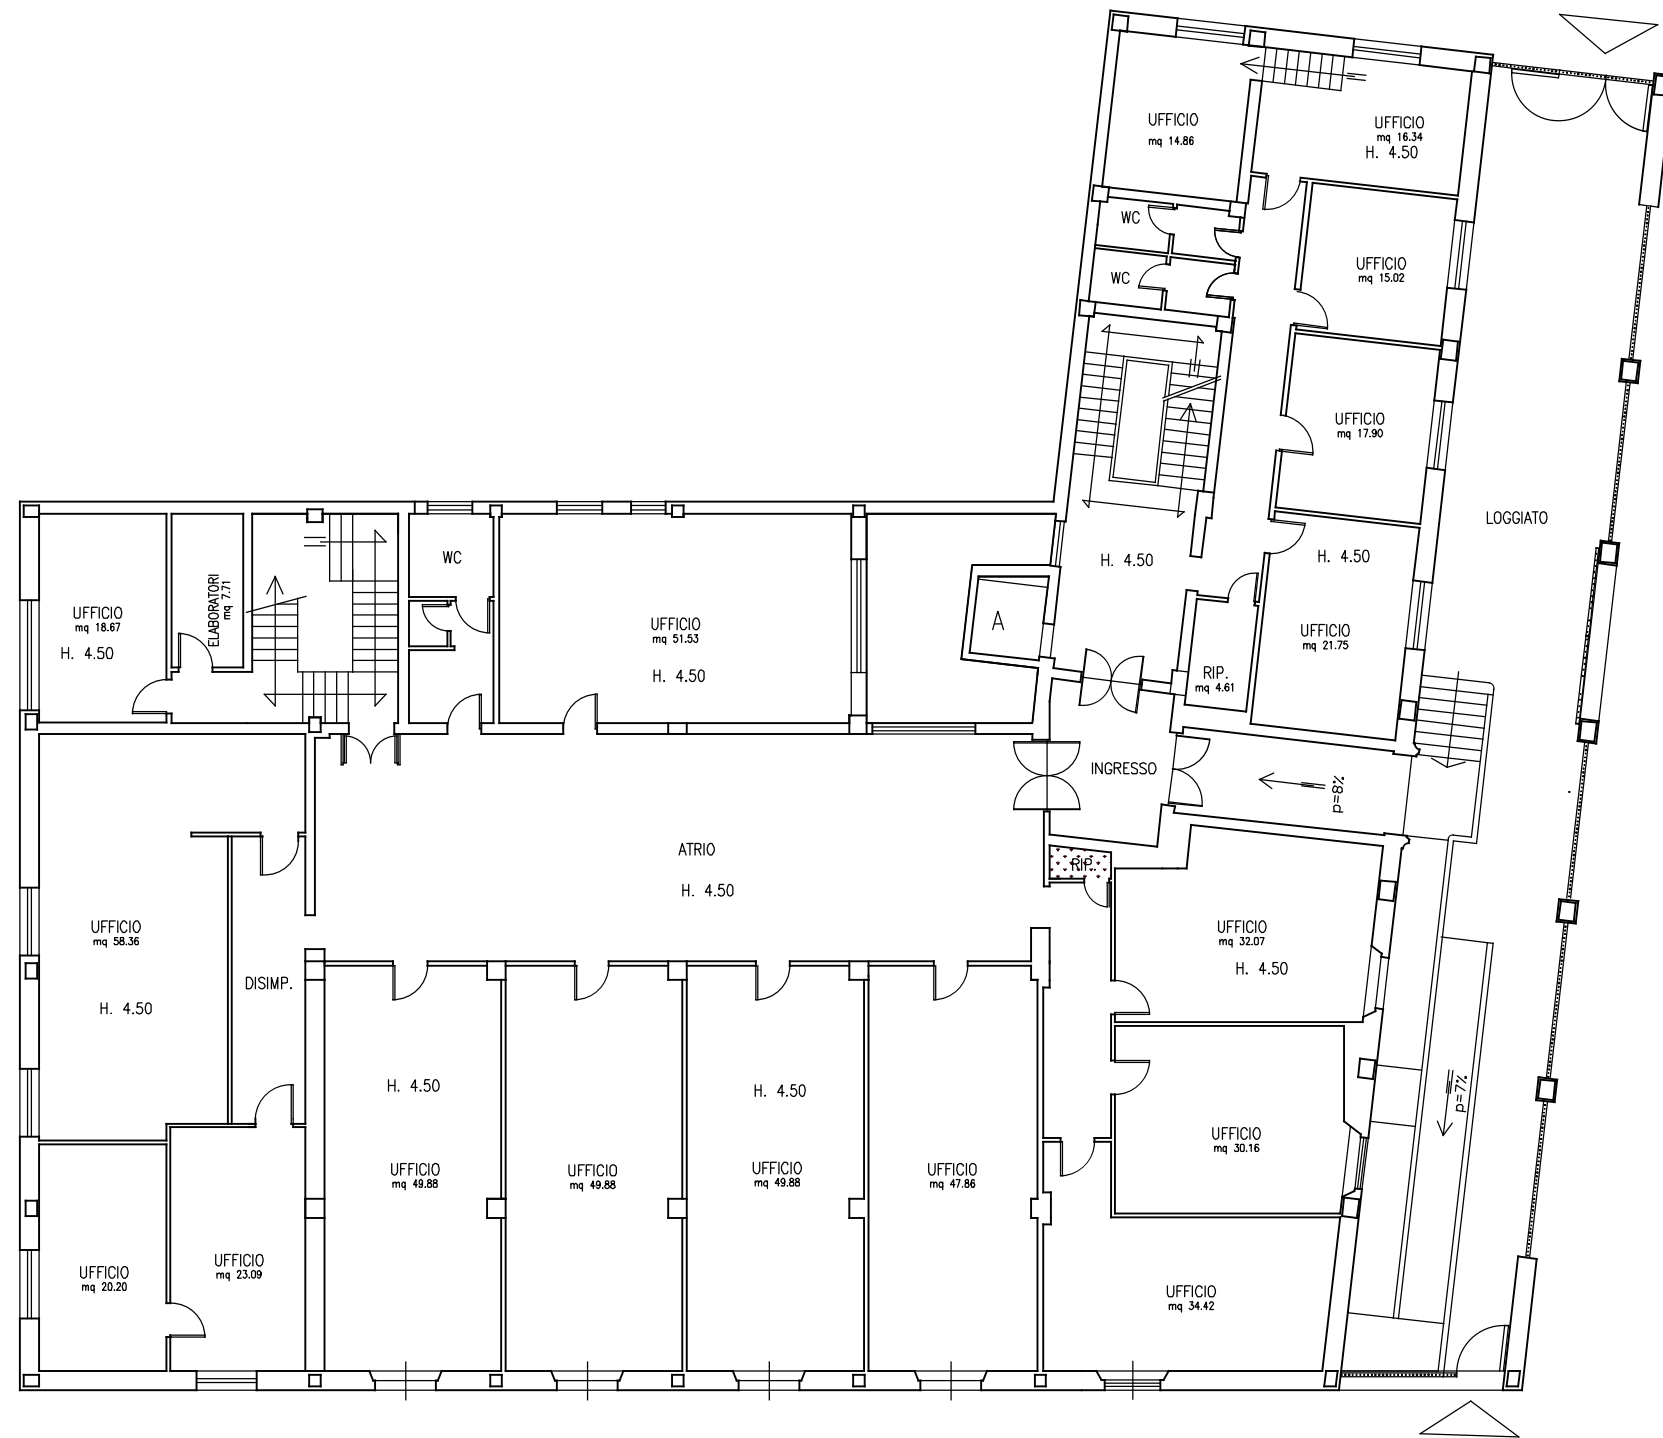 UFFICIO
mq 14.86
UFFICIO
mq 16.34
H. 4.50
WC
WC
UFFICIO
mq 15.02
UFFICIO
mq 17.90
LOGGIATO
H. 4.50
H. 4.50
UFFICIO
mq 21.75
RIP.
mq 4.61
A
UFFICIO
mq 18.67
H. 4.50
ELABORATORI
mq 7.71
WC
UFFICIO
mq 51.53
H. 4.50
INGRESSO
p=8%
ATRIO
H. 4.50
RIP.
UFFICIO
mq 58.36
H. 4.50
DISIMP.
UFFICIO
mq 32.07
H. 4.50
H. 4.50
H. 4.50
p=7%
UFFICIO
mq 30.16
UFFICIO
mq 49.88
UFFICIO
mq 49.88
UFFICIO
mq 49.88
UFFICIO
mq 47.86
UFFICIO
mq 20.20
UFFICIO
mq 23.09
UFFICIO
mq 34.42